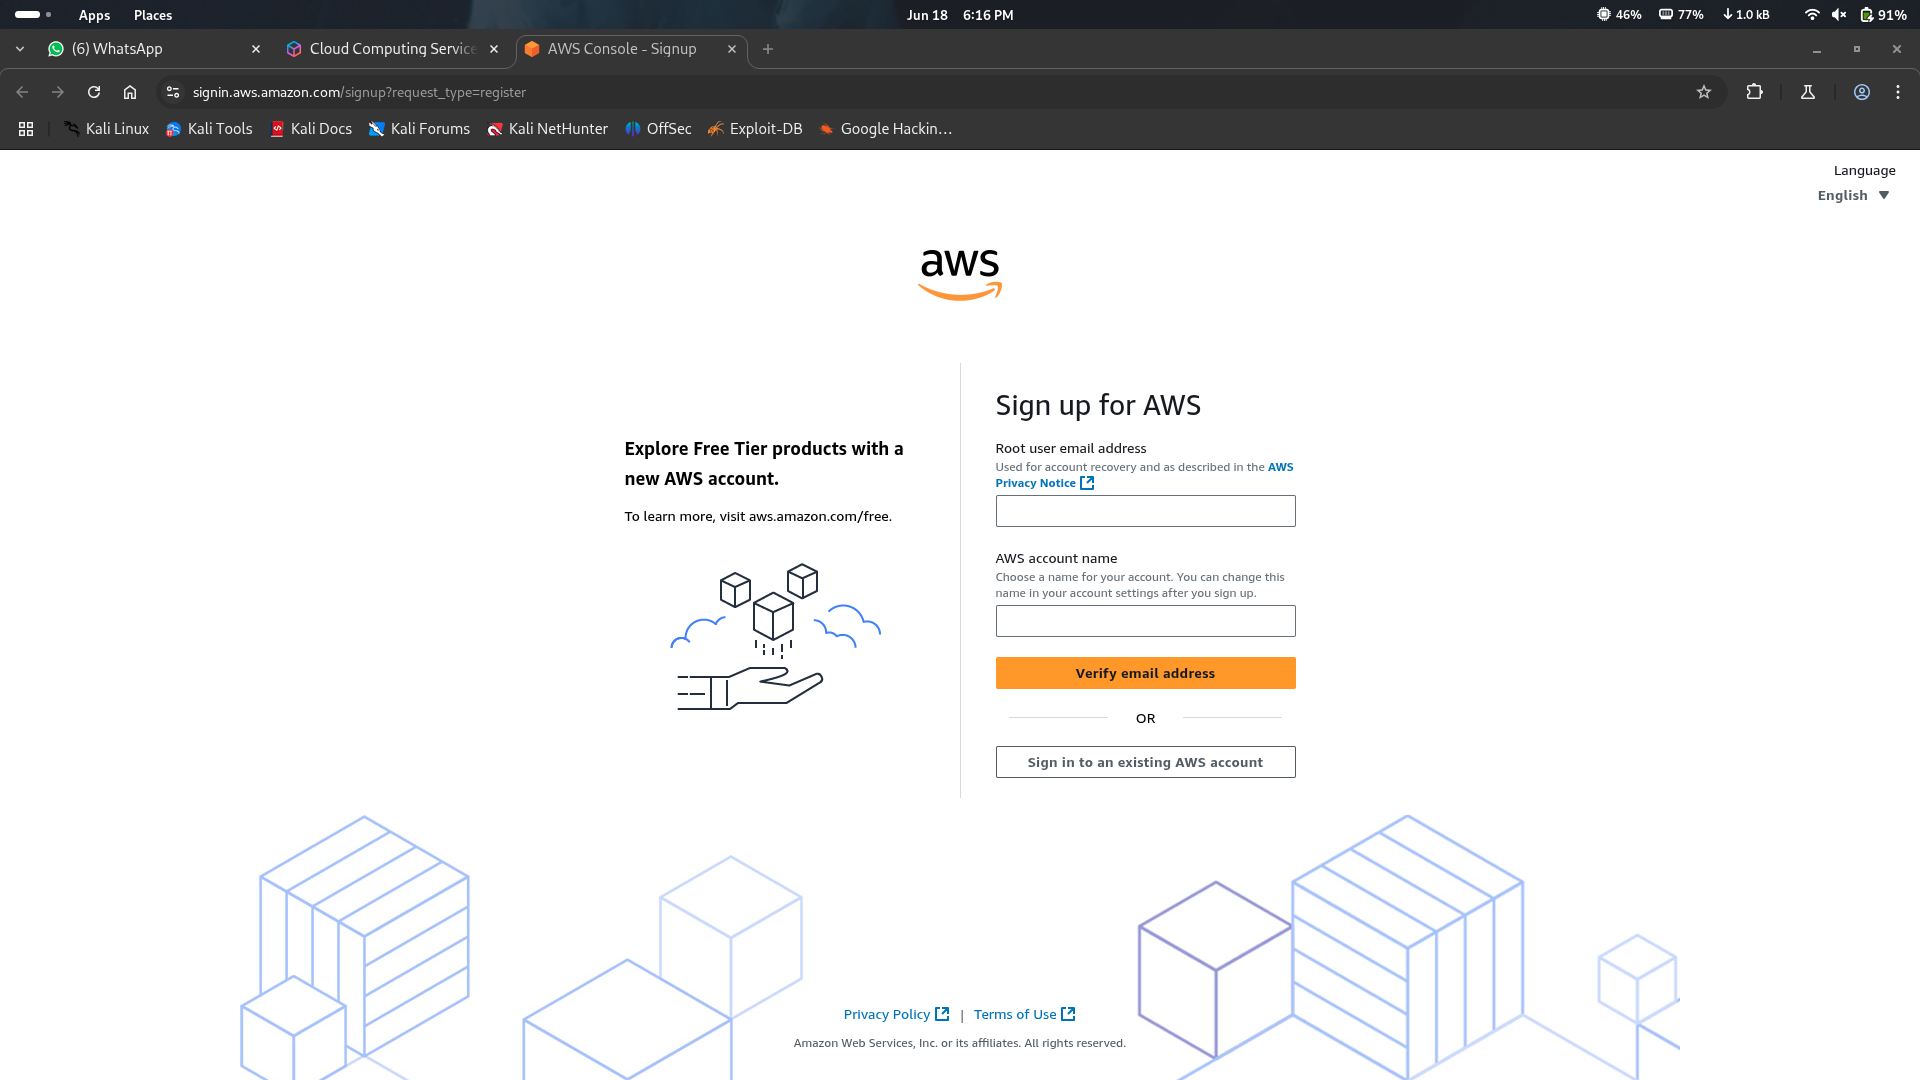 Apps Places Jun 18 6:16 PM 46% 77% 1.0 kB 91%
(6) WhatsApp Cloud Computing Service AWS Console - Signup
signin.aws.amazon.com/signup?request_type=register
Kali Linux Kali Tools Kali Docs Kali Forums Kali NetHunter OffSec Exploit-DB Google Hackin…
Language
English
aws
Explore Free Tier products with a
new AWS account.
To learn more, visit aws.amazon.com/free.
Sign up for AWS
Root user email address
Used for account recovery and as described in the AWS
Privacy Notice
AWS account name
Choose a name for your account. You can change this
name in your account settings after you sign up.
Verify email address
OR
Sign in to an existing AWS account
Privacy Policy | Terms of Use
Amazon Web Services, Inc. or its affiliates. All rights reserved.